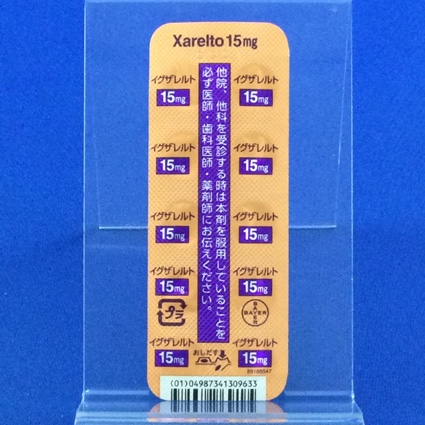 Xarelto 15mg
イグザレルト
15mg
イグザレルト
15mg
他院、他科を受診する時は本剤を服用していることを
必ず医師・歯科医師・薬剤師にお伝えください。
イグザレルト
15mg
イグザレルト
15mg
イグザレルト
15mg
イグザレルト
15mg
イグザレルト
15mg
イグザレルト
15mg
プラ
BAYER
BAYER
イグザレルト
15mg
おしだす
イグザレルト
15mg
(01)04987341309633